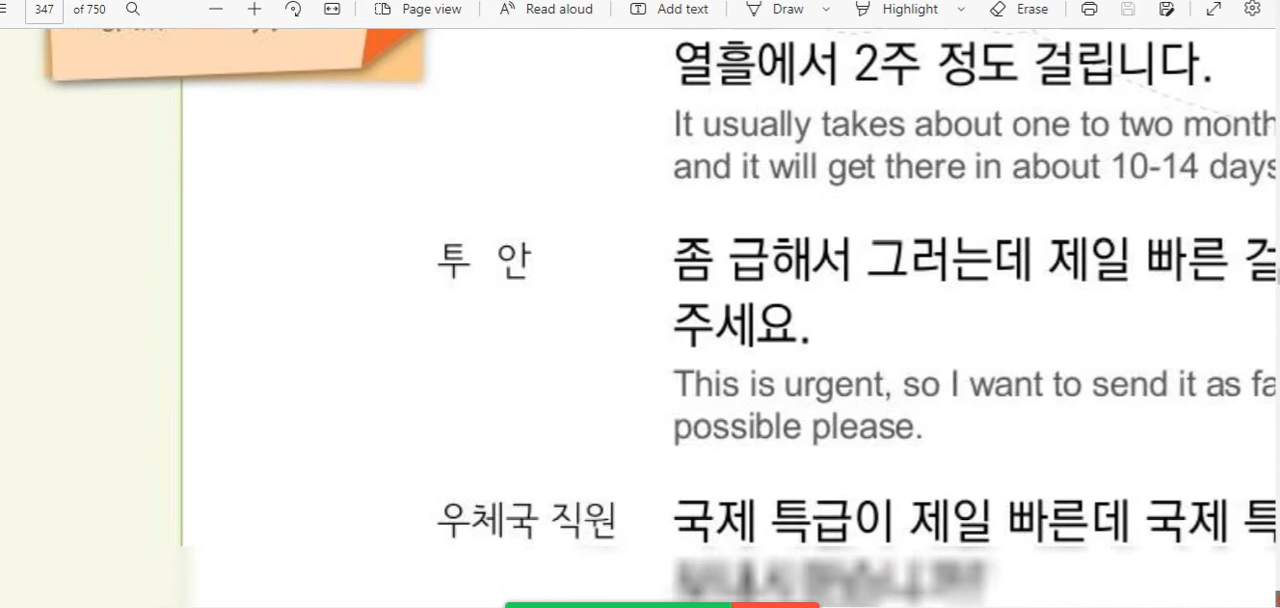 347 of 750 Page view Read aloud Add text Draw Highlight Erase
열흘에서 2주 정도 걸립니다.
It usually takes about one to two month
and it will get there in about 10-14 days
투 안 좀 급해서 그러는데 제일 빠른
주세요.
This is urgent, so I want to send it as fa
possible please.
우체국 직원 국제 특급이 제일 빠른데 국제 특